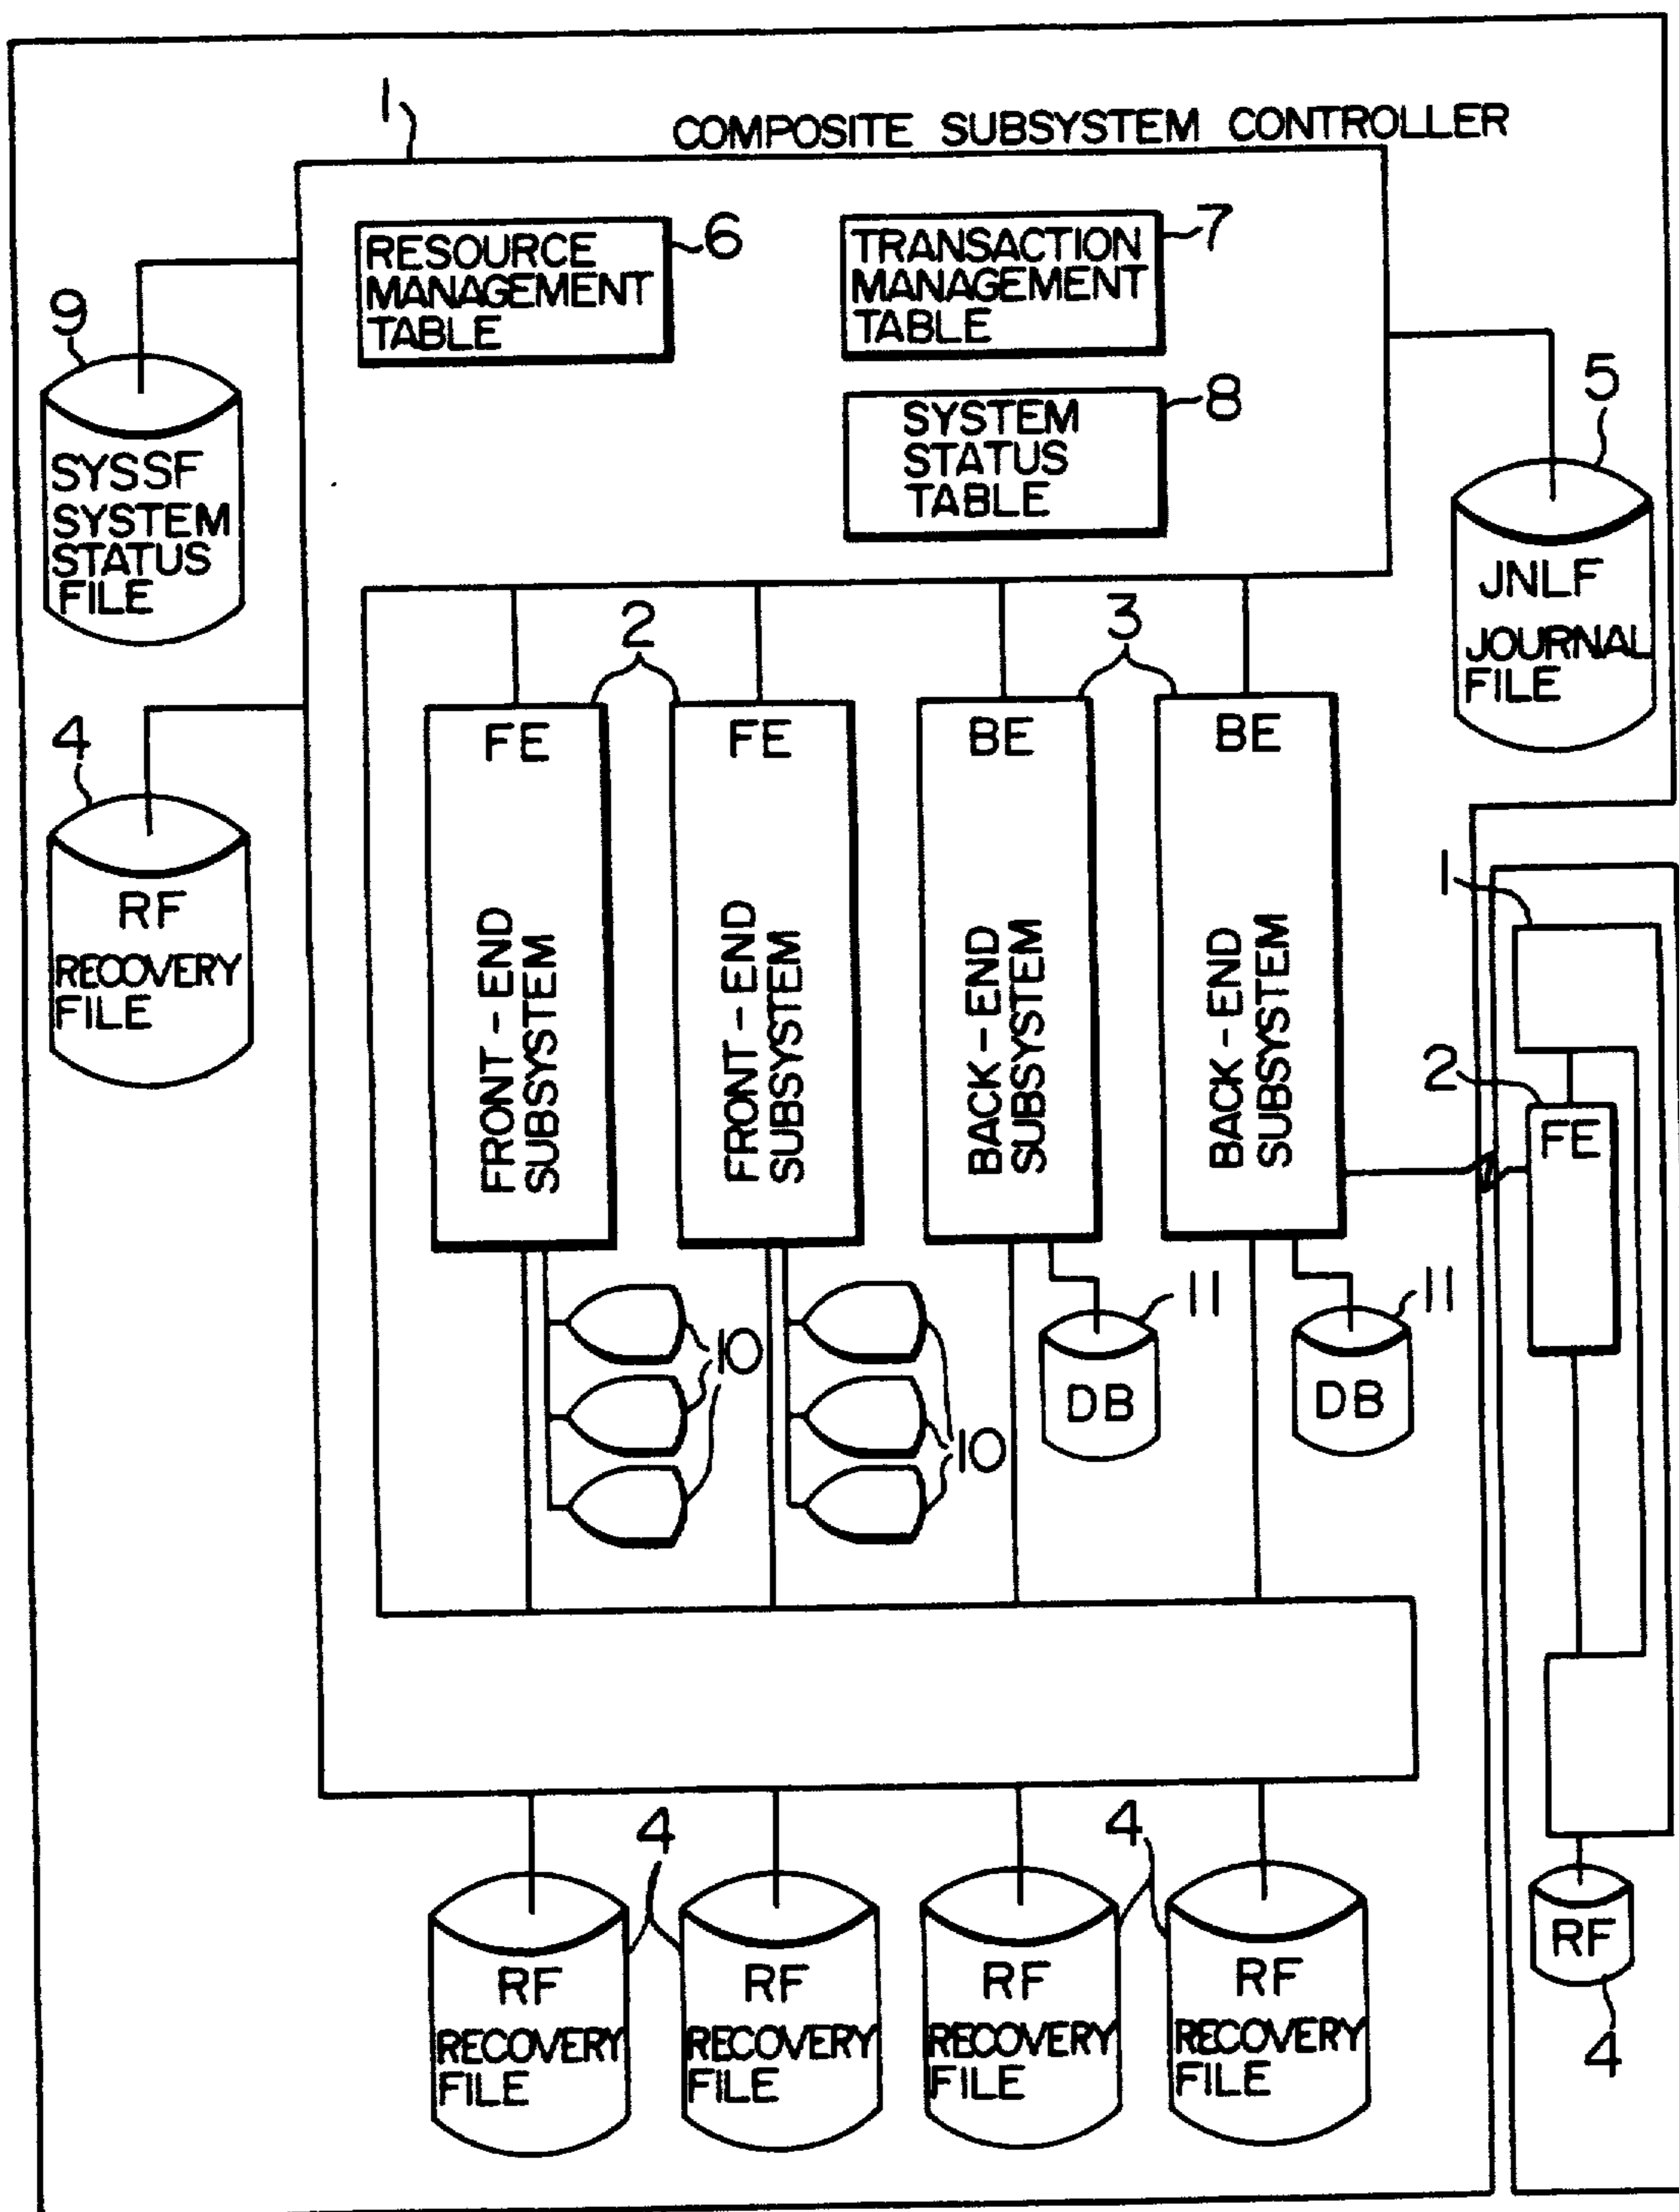 1
COMPOSITE SUBSYSTEM CONTROLLER
RESOURCE
MANAGEMENT
TABLE
6
TRANSACTION
MANAGEMENT
TABLE
7
SYSTEM
STATUS
TABLE
8
9
SYSSF
SYSTEM
STATUS
FILE
5
JNLF
JOURNAL
FILE
4
RF
RECOVERY
FILE
2
3
FE
FRONT-END
SUBSYSTEM
FE
FRONT-END
SUBSYSTEM
BE
BACK-END
SUBSYSTEM
BE
BACK-END
SUBSYSTEM
10
10
11
DB
11
DB
1
2
FE
4
4
RF
RECOVERY
FILE
RF
RECOVERY
FILE
RF
RECOVERY
FILE
RF
RECOVERY
FILE
RF
4